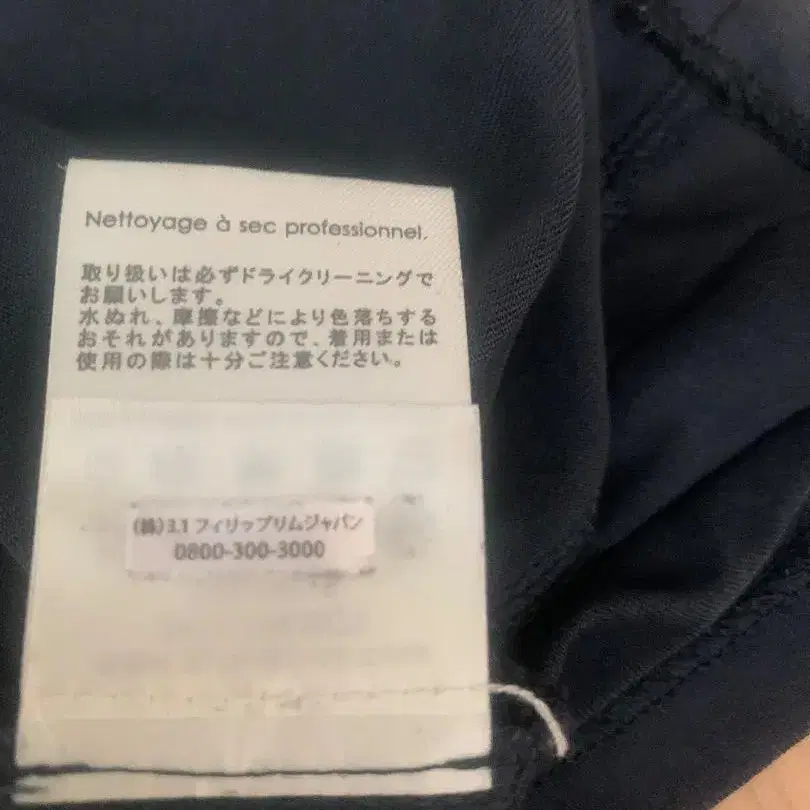 Nettoyage à sec professionnel.
取り扱いは必ずドライクリーニングで
お願いします。
水ぬれ、摩擦などにより色落ちする
おそれがありますので、着用または
使用の際は十分ご注意ください。
(株)3.1 フィリップリムジャパン
0800-300-3000